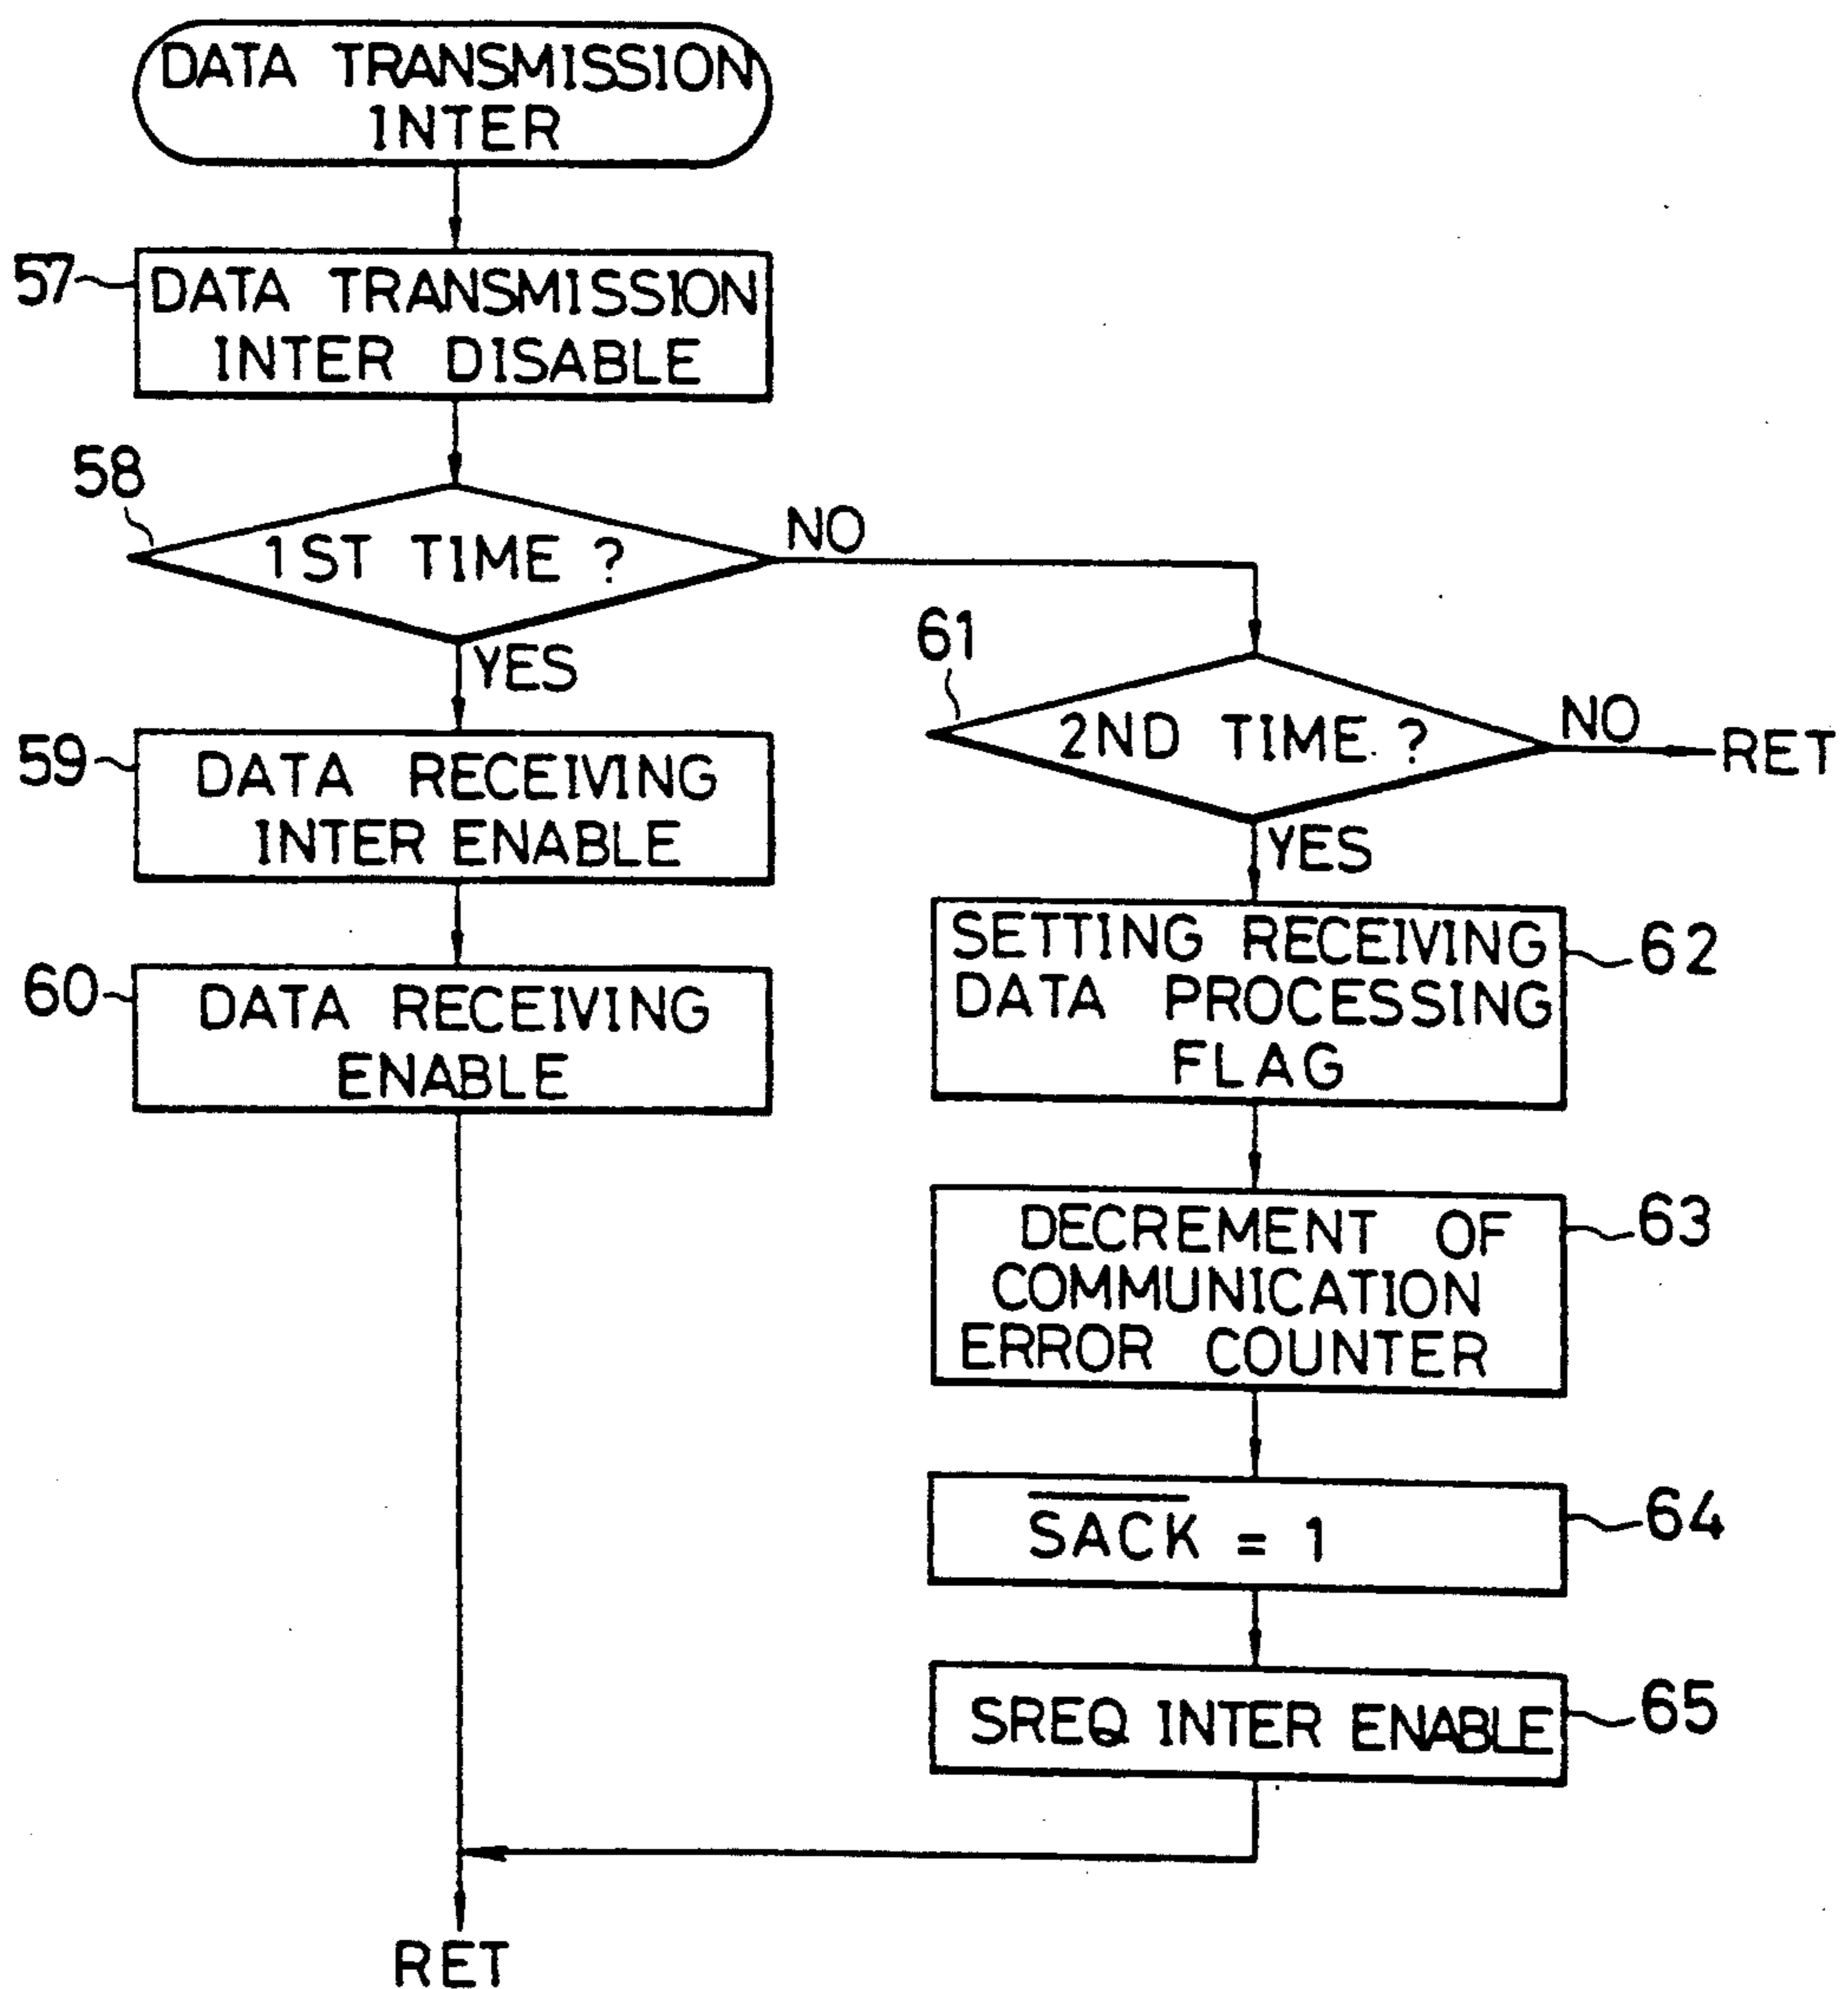 DATA TRANSMISSION
INTER
57
DATA TRANSMISSION
INTER DISABLE
58
1ST TIME ?
NO
YES
59
DATA RECEIVING
INTER ENABLE
60
DATA RECEIVING
ENABLE
61
2ND TIME ?
NO
RET
YES
SETTING RECEIVING
DATA PROCESSING
FLAG
62
DECREMENT OF
COMMUNICATION
ERROR COUNTER
63
S̅A̅C̅K̅ = 1
64
SREQ INTER ENABLE
65
RET